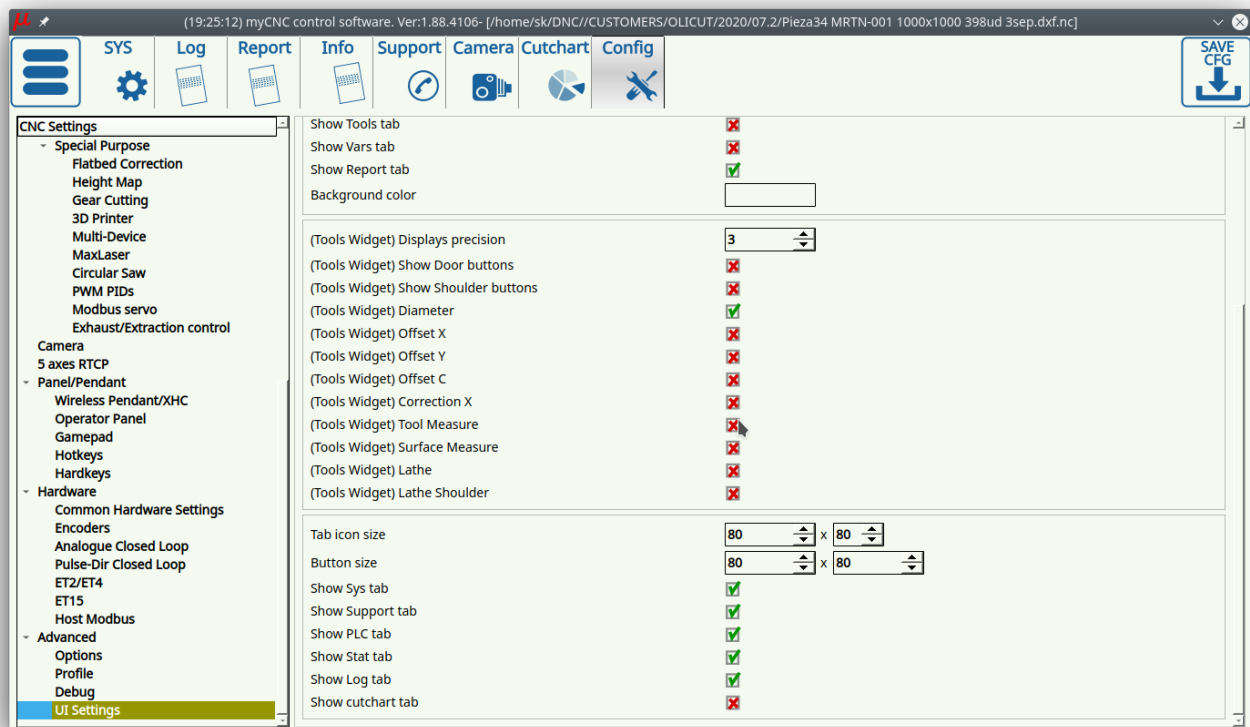 (19:25:12) myCNC control software. Ver:1.88.4106- [/home/sk/DNC//CUSTOMERS/OLICUT/2020/07.2/Pieza34 MRTN-001 1000x1000 398ud 3sep.dxf.nc]
SYS Log Report Info Support Camera Cutchart Config SAVE
CFG
CNC Settings
Special Purpose
Flatbed Correction
Height Map
Gear Cutting
3D Printer
Multi-Device
MaxLaser
Circular Saw
PWM PIDs
Modbus servo
Exhaust/Extraction control
Camera
5 axes RTCP
Panel/Pendant
Wireless Pendant/XHC
Operator Panel
Gamepad
Hotkeys
Hardkeys
Hardware
Common Hardware Settings
Encoders
Analogue Closed Loop
Pulse-Dir Closed Loop
ET2/ET4
ET15
Host Modbus
Advanced
Options
Profile
Debug
UI Settings
Show Tools tab
Show Vars tab
Show Report tab
Background color
(Tools Widget) Displays precision 3
(Tools Widget) Show Door buttons
(Tools Widget) Show Shoulder buttons
(Tools Widget) Diameter
(Tools Widget) Offset X
(Tools Widget) Offset Y
(Tools Widget) Offset C
(Tools Widget) Correction X
(Tools Widget) Tool Measure
(Tools Widget) Surface Measure
(Tools Widget) Lathe
(Tools Widget) Lathe Shoulder
Tab icon size 80 x 80
Button size 80 x 80
Show Sys tab
Show Support tab
Show PLC tab
Show Stat tab
Show Log tab
Show cutchart tab